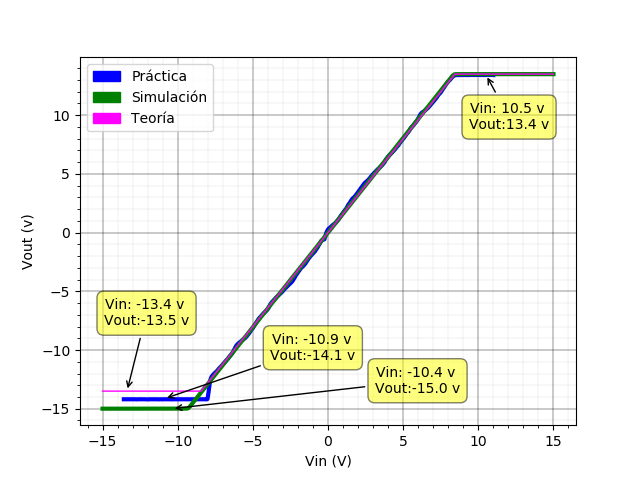 Práctica
Simulación
Teoría
Vin: 10.5 v
Vout:13.4 v
Vin: -13.4 v
Vout:-13.5 v
Vin: -10.9 v
Vout:-14.1 v
Vin: -10.4 v
Vout:-15.0 v
10
5
0
−5
−10
−15
Vout (v)
−15 −10 −5 0 5 10 15
Vin (V)